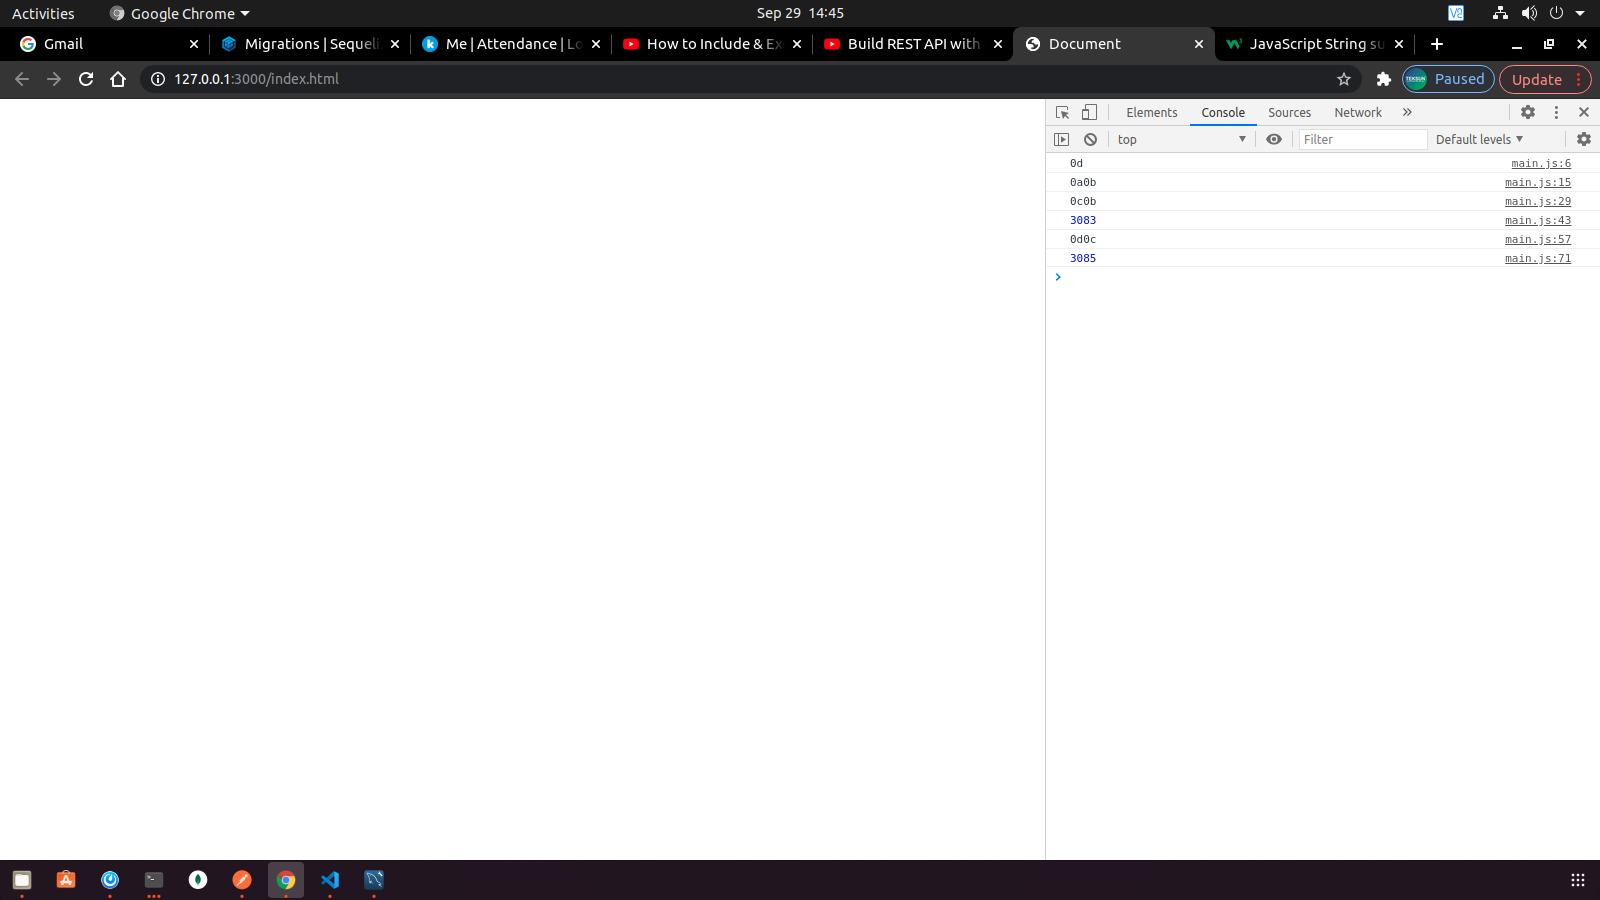 Activities
Google Chrome
Sep 29 14:45
Gmail
Migrations | Sequeli
Me | Attendance | Lo
How to Include & Ex
Build REST API with
Document
JavaScript String su
127.0.0.1:3000/index.html
TEKSUN
Paused
Update
Elements
Console
Sources
Network
top
Filter
Default levels
0d main.js:6
0a0b main.js:15
0c0b main.js:29
3083 main.js:43
0d0c main.js:57
3085 main.js:71